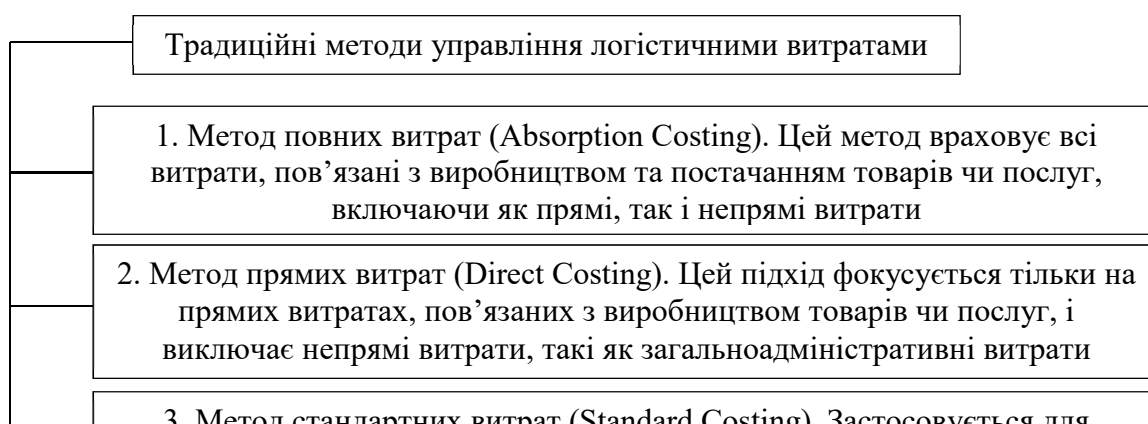 Традиційні методи управління логістичними витратами
1. Метод повних витрат (Absorption Costing). Цей метод враховує всі
витрати, пов’язані з виробництвом та постачанням товарів чи послуг,
включаючи як прямі, так і непрямі витрати
2. Метод прямих витрат (Direct Costing). Цей підхід фокусується тільки на
прямих витратах, пов’язаних з виробництвом товарів чи послуг, і
виключає непрямі витрати, такі як загальноадміністративні витрати
3. Метод стандартних витрат (Standard Costing). Застосовується для